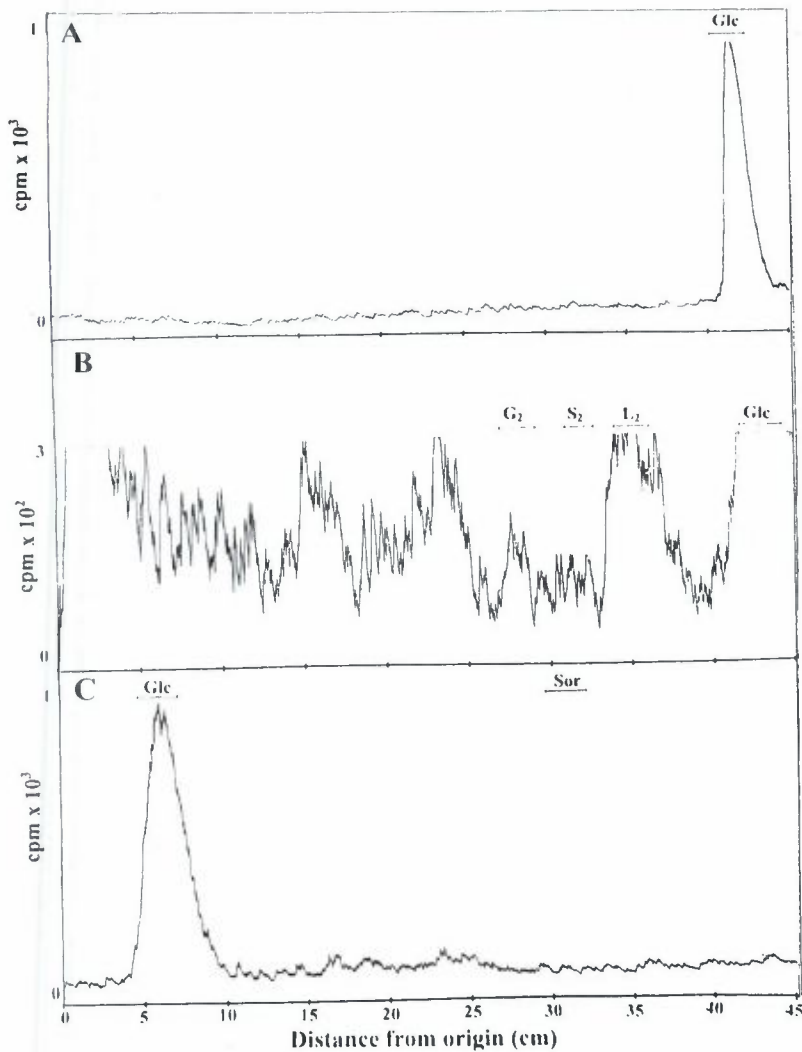 A
Glc
1
cpm x 10³
0
B
G₂ S₂ L₂ Glc
3
cpm x 10²
0
C
Glc Sor
1
cpm x 10³
0
0 5 10 15 20 25 30 35 40 45
Distance from origin (cm)